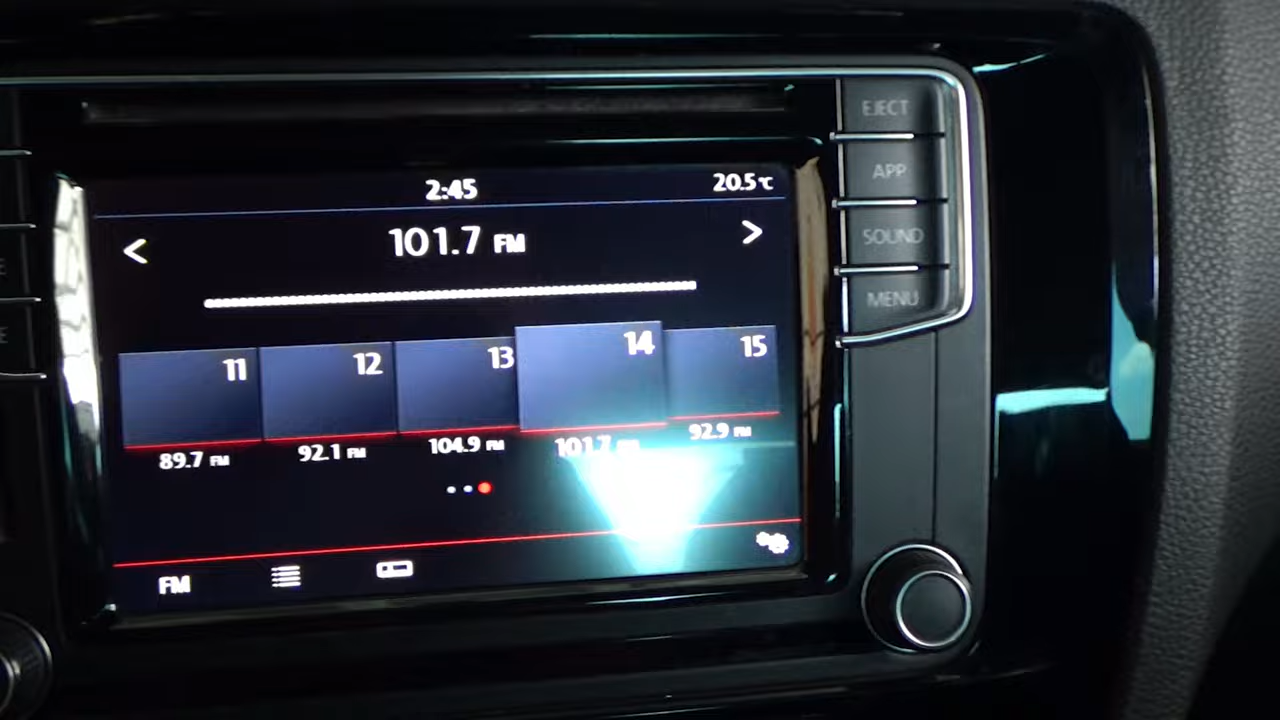 2:45 20.5°C
101.7 FM
< >
11 12 13 14 15
89.7 FM 92.1 FM 104.9 FM 101.7 FM 92.9 FM
FM
EJECT
APP
SOUND
MENU
E
E